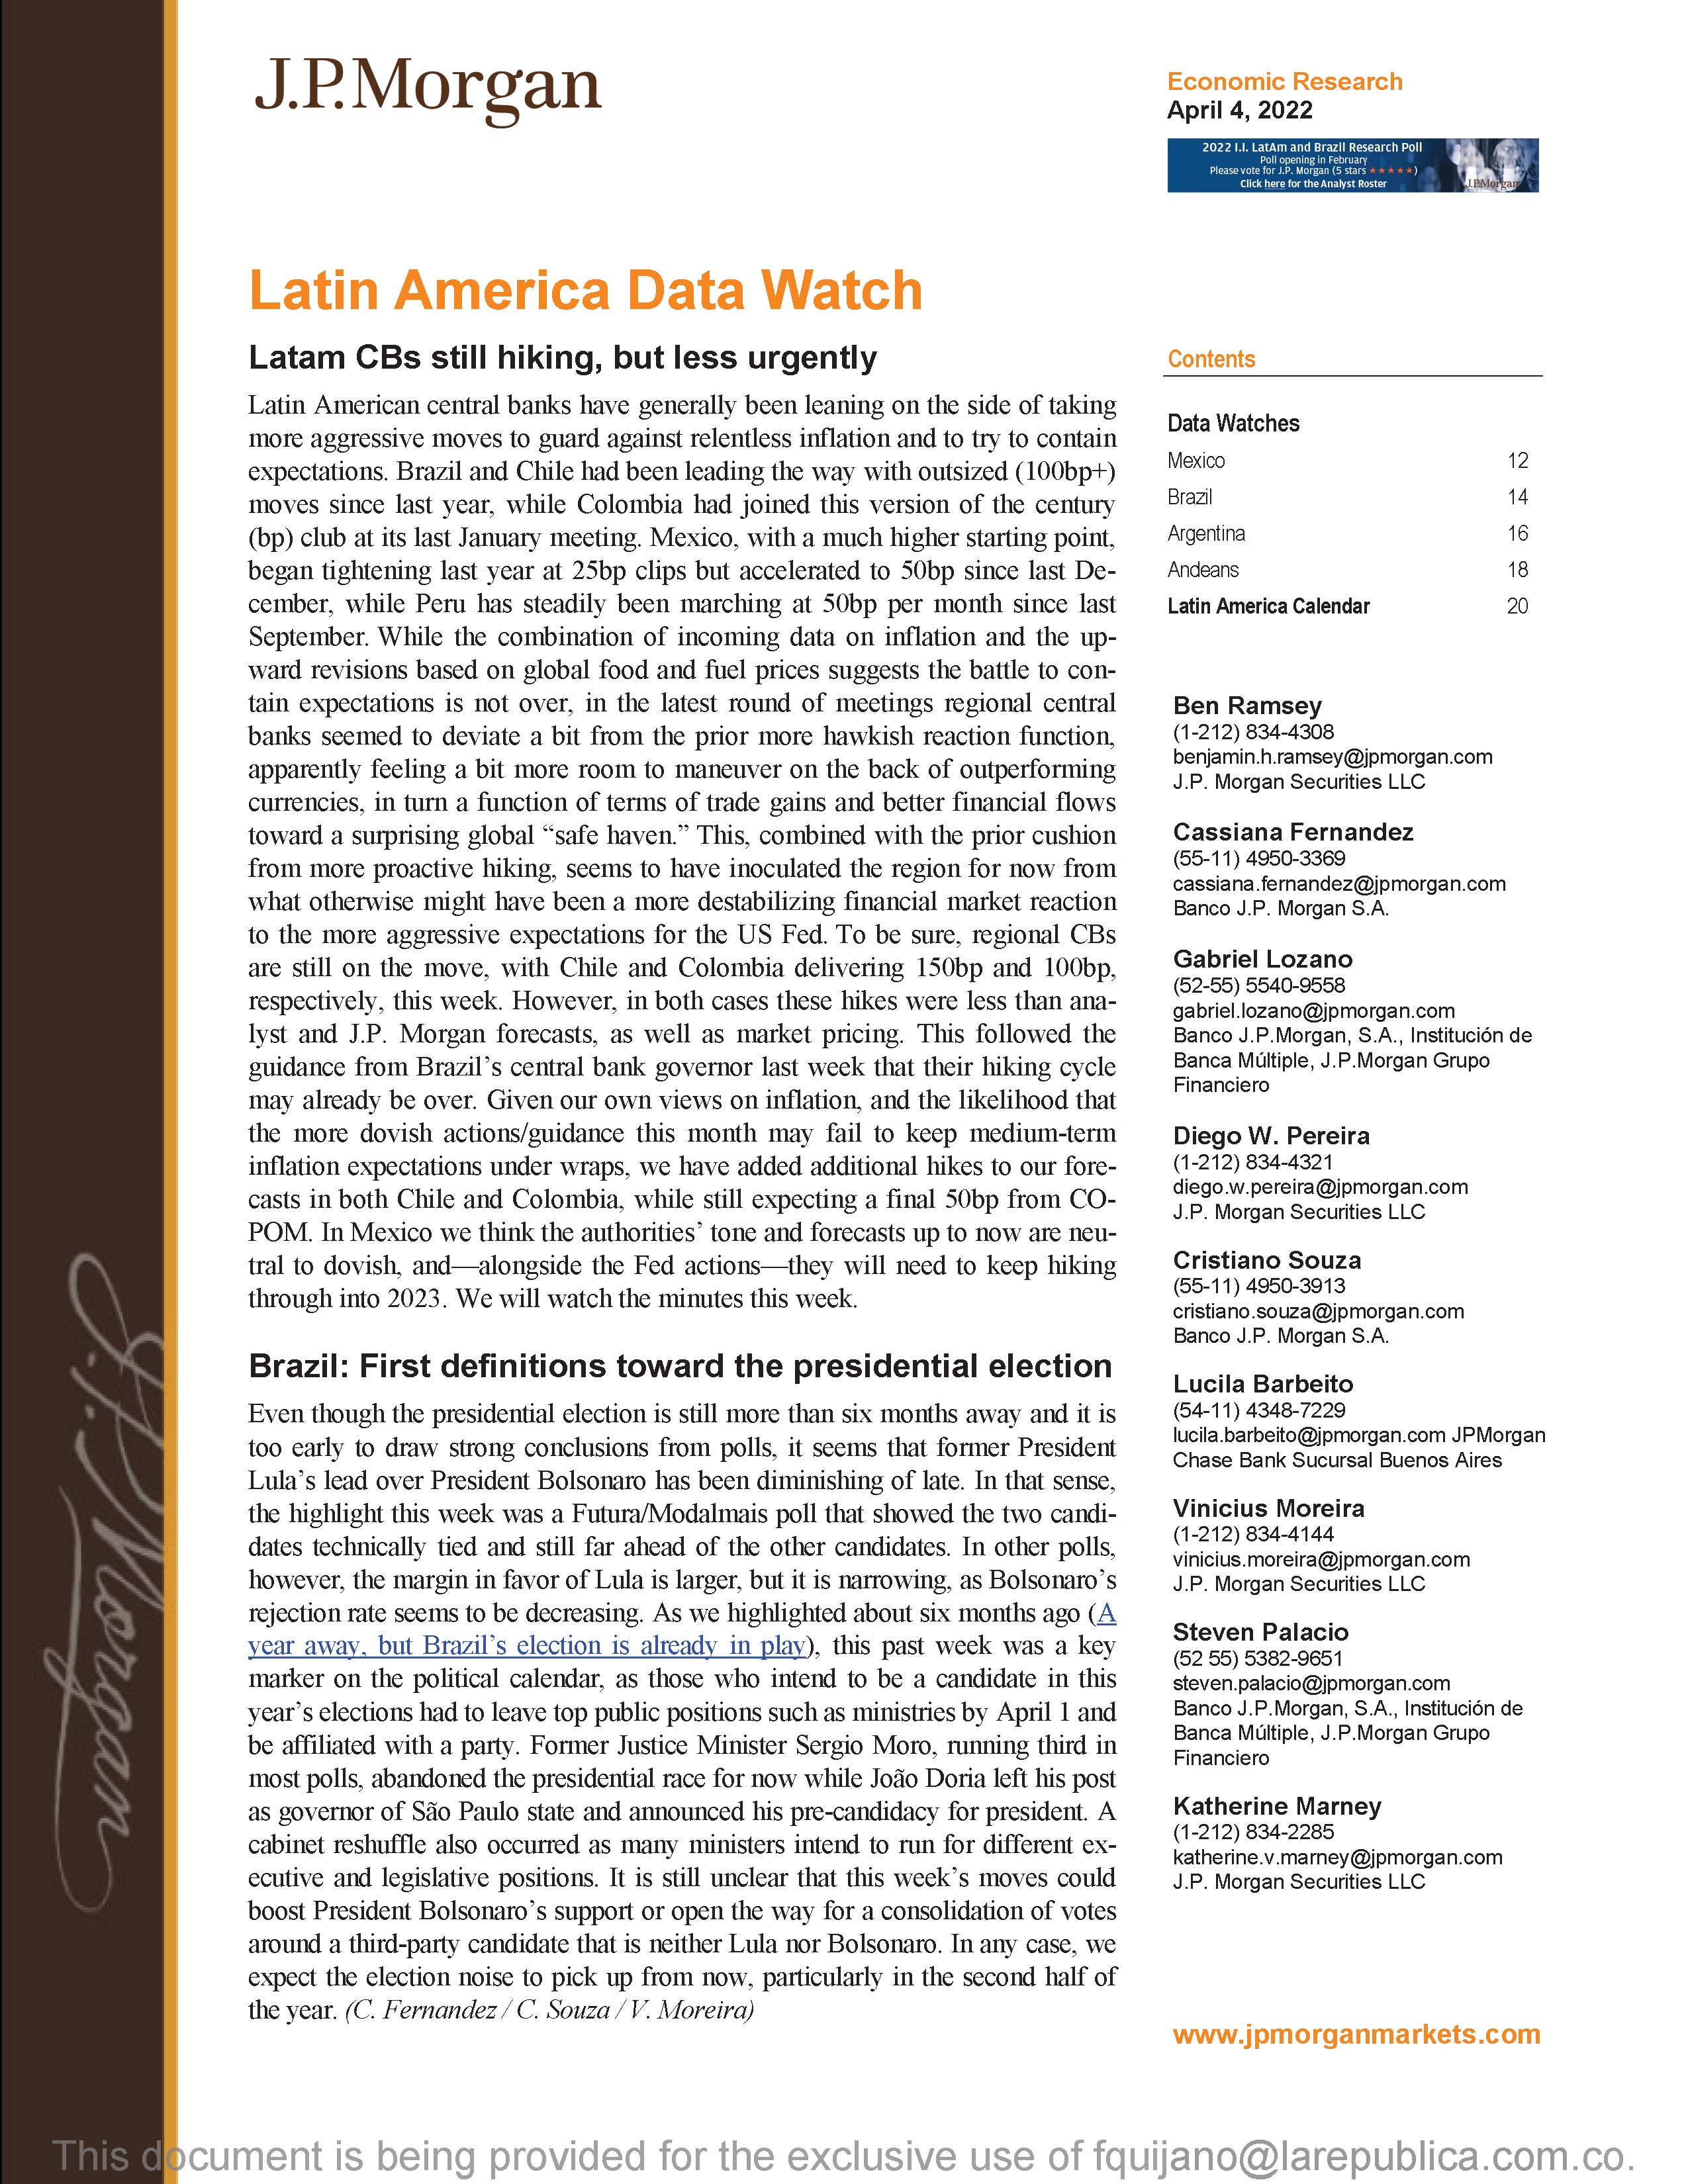 J.P.Morgan
Economic Research
April 4, 2022
2022 I.I. LatAm and Brazil Research Poll
Poll opening in February
Please vote for J.P. Morgan (5 stars ★★★★★)
Click here for the Analyst Roster
J.P.Morgan
Latin America Data Watch
Latam CBs still hiking, but less urgently
Latin American central banks have generally been leaning on the side of taking
more aggressive moves to guard against relentless inflation and to try to contain
expectations. Brazil and Chile had been leading the way with outsized (100bp+)
moves since last year, while Colombia had joined this version of the century
(bp) club at its last January meeting. Mexico, with a much higher starting point,
began tightening last year at 25bp clips but accelerated to 50bp since last De-
cember, while Peru has steadily been marching at 50bp per month since last
September. While the combination of incoming data on inflation and the up-
ward revisions based on global food and fuel prices suggests the battle to con-
tain expectations is not over, in the latest round of meetings regional central
banks seemed to deviate a bit from the prior more hawkish reaction function,
apparently feeling a bit more room to maneuver on the back of outperforming
currencies, in turn a function of terms of trade gains and better financial flows
toward a surprising global “safe haven.” This, combined with the prior cushion
from more proactive hiking, seems to have inoculated the region for now from
what otherwise might have been a more destabilizing financial market reaction
to the more aggressive expectations for the US Fed. To be sure, regional CBs
are still on the move, with Chile and Colombia delivering 150bp and 100bp,
respectively, this week. However, in both cases these hikes were less than ana-
lyst and J.P. Morgan forecasts, as well as market pricing. This followed the
guidance from Brazil’s central bank governor last week that their hiking cycle
may already be over. Given our own views on inflation, and the likelihood that
the more dovish actions/guidance this month may fail to keep medium-term
inflation expectations under wraps, we have added additional hikes to our fore-
casts in both Chile and Colombia, while still expecting a final 50bp from CO-
POM. In Mexico we think the authorities’ tone and forecasts up to now are neu-
tral to dovish, and—alongside the Fed actions—they will need to keep hiking
through into 2023. We will watch the minutes this week.
Brazil: First definitions toward the presidential election
Even though the presidential election is still more than six months away and it is
too early to draw strong conclusions from polls, it seems that former President
Lula’s lead over President Bolsonaro has been diminishing of late. In that sense,
the highlight this week was a Futura/Modalmais poll that showed the two candi-
dates technically tied and still far ahead of the other candidates. In other polls,
however, the margin in favor of Lula is larger, but it is narrowing, as Bolsonaro’s
rejection rate seems to be decreasing. As we highlighted about six months ago (A
year away, but Brazil’s election is already in play), this past week was a key
marker on the political calendar, as those who intend to be a candidate in this
year’s elections had to leave top public positions such as ministries by April 1 and
be affiliated with a party. Former Justice Minister Sergio Moro, running third in
most polls, abandoned the presidential race for now while João Doria left his post
as governor of São Paulo state and announced his pre-candidacy for president. A
cabinet reshuffle also occurred as many ministers intend to run for different ex-
ecutive and legislative positions. It is still unclear that this week’s moves could
boost President Bolsonaro’s support or open the way for a consolidation of votes
around a third-party candidate that is neither Lula nor Bolsonaro. In any case, we
expect the election noise to pick up from now, particularly in the second half of
the year. (C. Fernandez / C. Souza / V. Moreira)
Contents
Data Watches
Mexico 12
Brazil 14
Argentina 16
Andeans 18
Latin America Calendar 20
Ben Ramsey
(1-212) 834-4308
benjamin.h.ramsey@jpmorgan.com
J.P. Morgan Securities LLC
Cassiana Fernandez
(55-11) 4950-3369
cassiana.fernandez@jpmorgan.com
Banco J.P. Morgan S.A.
Gabriel Lozano
(52-55) 5540-9558
gabriel.lozano@jpmorgan.com
Banco J.P.Morgan, S.A., Institución de
Banca Múltiple, J.P.Morgan Grupo
Financiero
Diego W. Pereira
(1-212) 834-4321
diego.w.pereira@jpmorgan.com
J.P. Morgan Securities LLC
Cristiano Souza
(55-11) 4950-3913
cristiano.souza@jpmorgan.com
Banco J.P. Morgan S.A.
Lucila Barbeito
(54-11) 4348-7229
lucila.barbeito@jpmorgan.com JPMorgan
Chase Bank Sucursal Buenos Aires
Vinicius Moreira
(1-212) 834-4144
vinicius.moreira@jpmorgan.com
J.P. Morgan Securities LLC
Steven Palacio
(52 55) 5382-9651
steven.palacio@jpmorgan.com
Banco J.P.Morgan, S.A., Institución de
Banca Múltiple, J.P.Morgan Grupo
Financiero
Katherine Marney
(1-212) 834-2285
katherine.v.marney@jpmorgan.com
J.P. Morgan Securities LLC
www.jpmorganmarkets.com
J.P. Morgan
This document is being provided for the exclusive use of fquijano@larepublica.com.co.